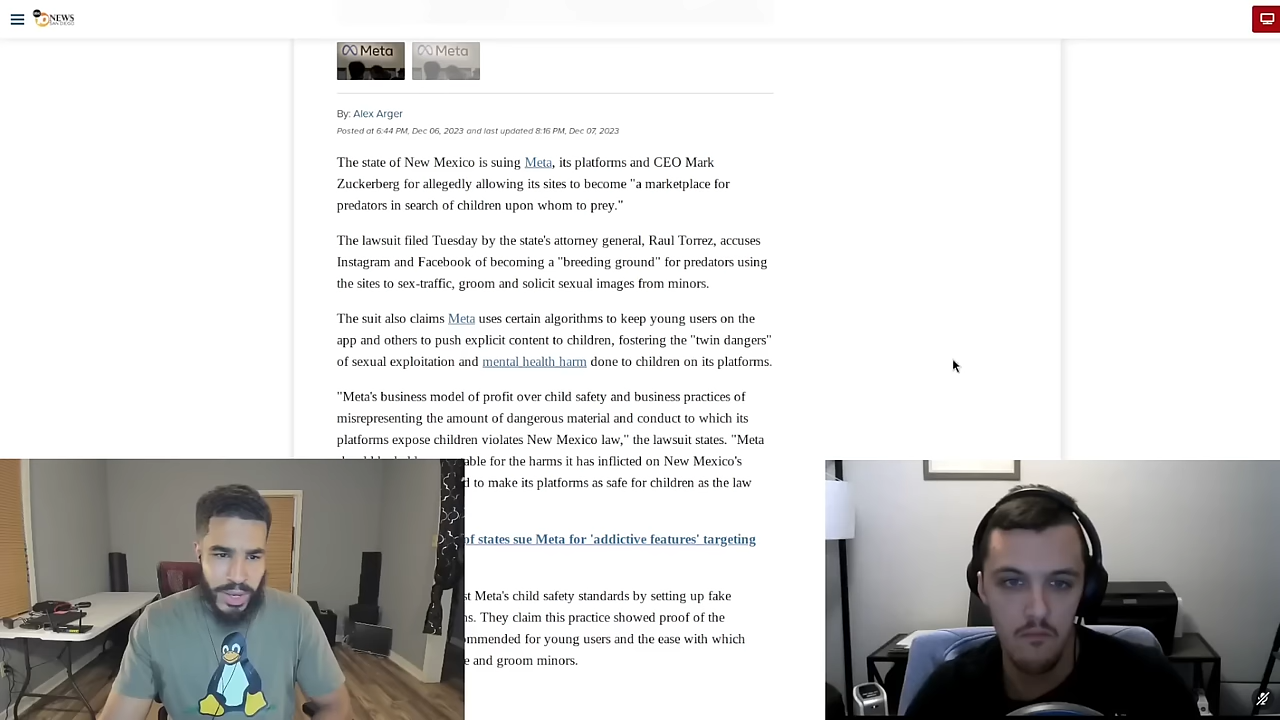 NEWS
SAN DIEGO
Meta
Meta
By: Alex Arger
Posted at 6:44 PM, Dec 06, 2023 and last updated 8:16 PM, Dec 07, 2023
The state of New Mexico is suing Meta, its platforms and CEO Mark
Zuckerberg for allegedly allowing its sites to become "a marketplace for
predators in search of children upon whom to prey."
The lawsuit filed Tuesday by the state's attorney general, Raul Torrez, accuses
Instagram and Facebook of becoming a "breeding ground" for predators using
the sites to sex-traffic, groom and solicit sexual images from minors.
The suit also claims Meta uses certain algorithms to keep young users on the
app and others to push explicit content to children, fostering the "twin dangers"
of sexual exploitation and mental health harm done to children on its platforms.
"Meta's business model of profit over child safety and business practices of
misrepresenting the amount of dangerous material and conduct to which its
platforms expose children violates New Mexico law," the lawsuit states. "Meta
able for the harms it has inflicted on New Mexico's
d to make its platforms as safe for children as the law
of states sue Meta for 'addictive features' targeting
st Meta's child safety standards by setting up fake
ns. They claim this practice showed proof of the
ommended for young users and the ease with which
e and groom minors.